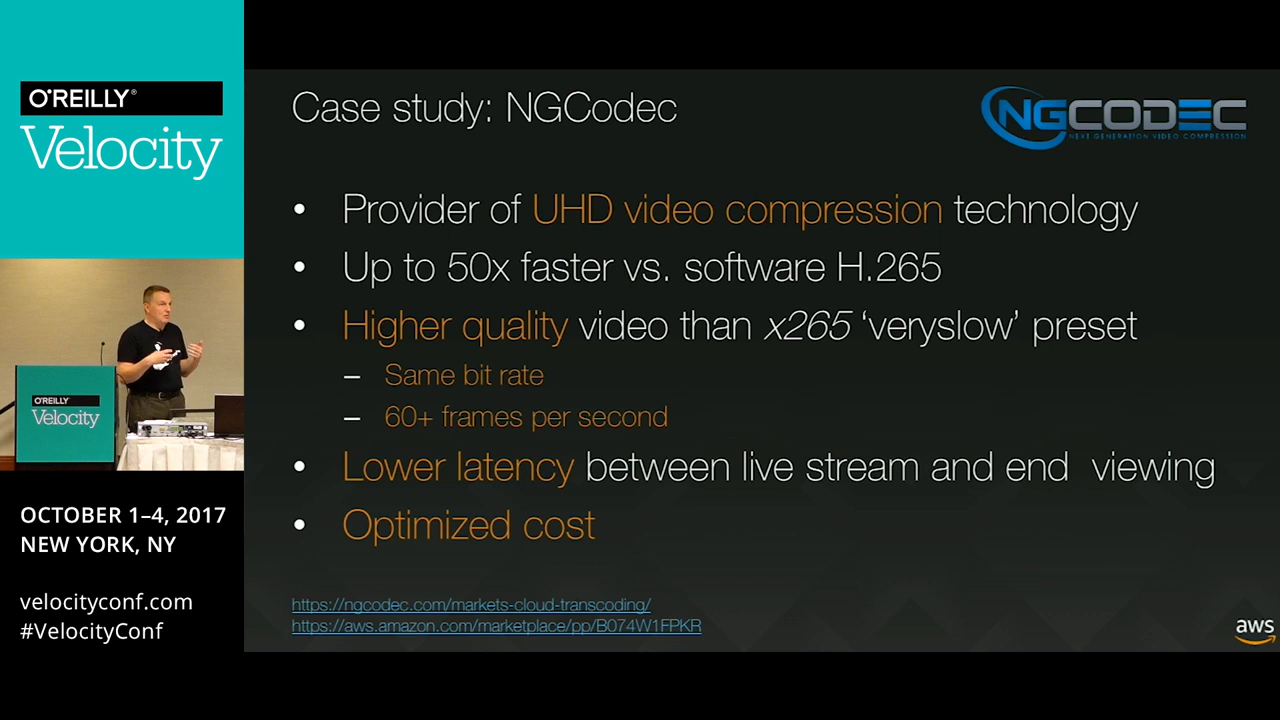 O'REILLY®
Velocity
O'REILLY
Velocity
OCTOBER 1–4, 2017
NEW YORK, NY
velocityconf.com
#VelocityConf
Case study: NGCodec
NGCODEC
NEXT GENERATION VIDEO COMPRESSION
• Provider of UHD video compression technology
• Up to 50x faster vs. software H.265
• Higher quality video than x265 ‘veryslow’ preset
– Same bit rate
– 60+ frames per second
• Lower latency between live stream and end  viewing
• Optimized cost
https://ngcodec.com/markets-cloud-transcoding/
https://aws.amazon.com/marketplace/pp/B074W1FPKR
aws